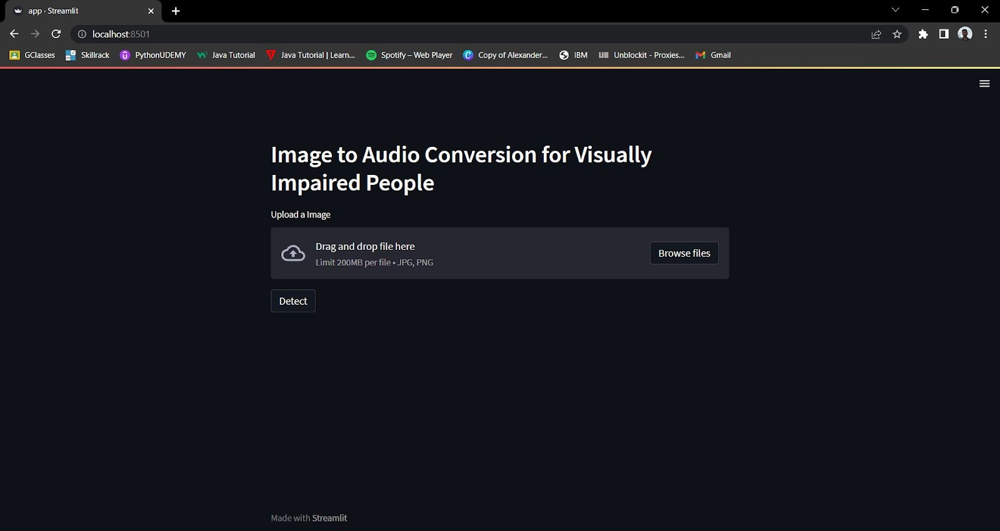 app · Streamlit
localhost:8501
GClasses Skillrack PythonUDEMY Java Tutorial Java Tutorial | Learn... Spotify – Web Player Copy of Alexander... IBM UB Unblockit - Proxies... Gmail
Image to Audio Conversion for Visually
Impaired People
Upload a Image
Drag and drop file here
Limit 200MB per file • JPG, PNG
Browse files
Detect
Made with Streamlit